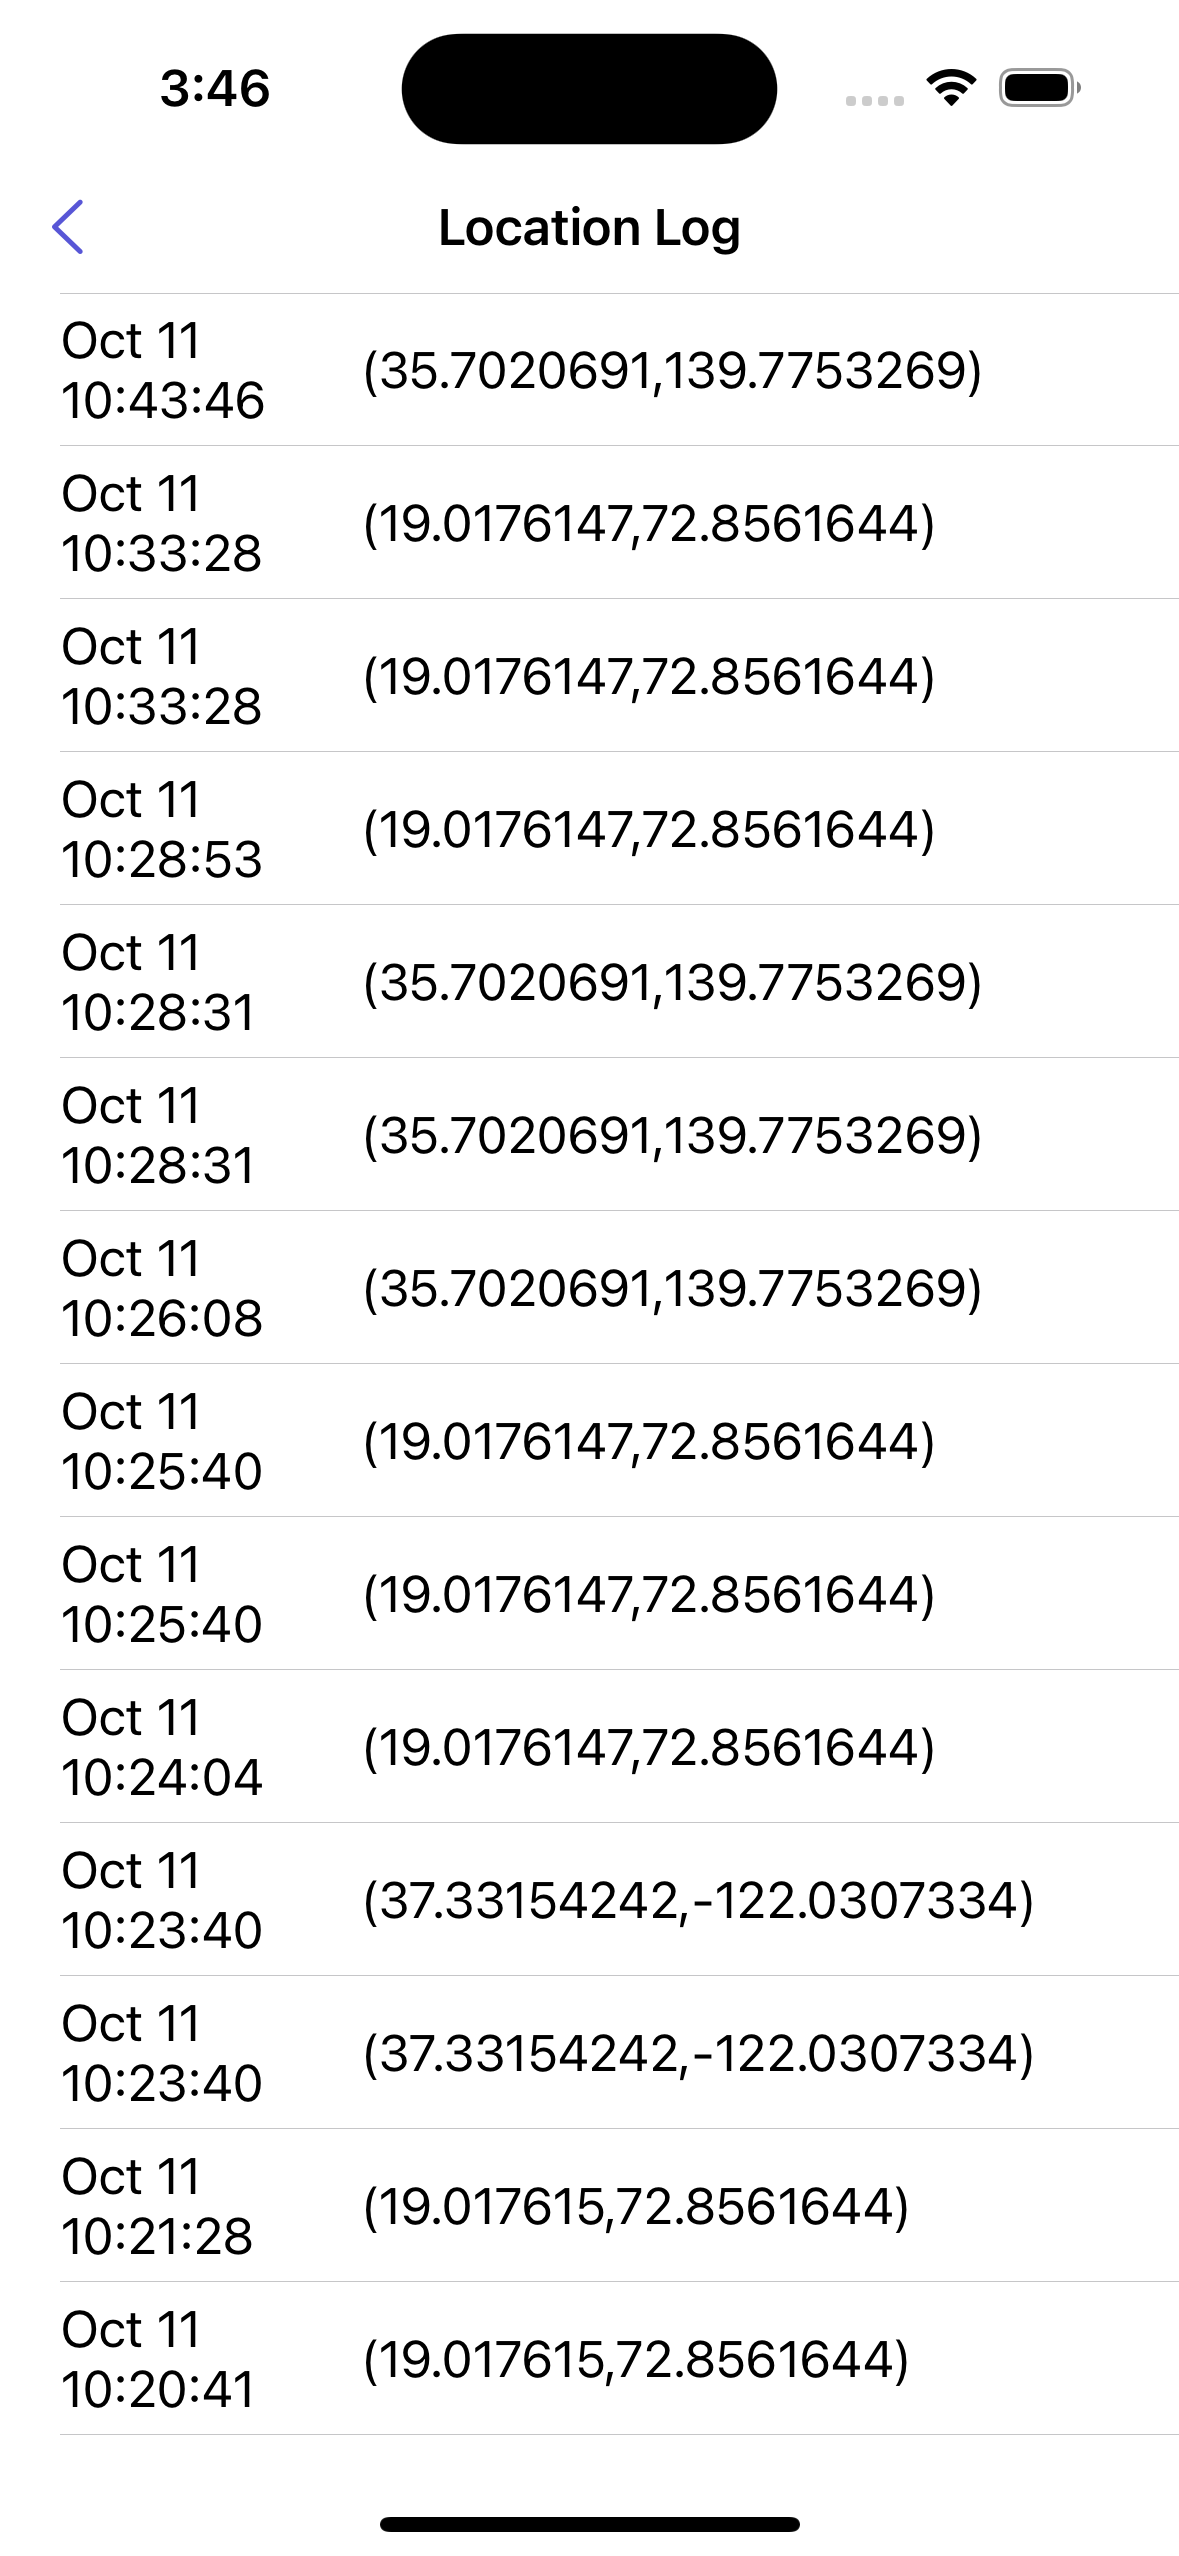 3:46
Location Log
Oct 11
10:43:46
(35.7020691,139.7753269)
Oct 11
10:33:28
(19.0176147,72.8561644)
Oct 11
10:33:28
(19.0176147,72.8561644)
Oct 11
10:28:53
(19.0176147,72.8561644)
Oct 11
10:28:31
(35.7020691,139.7753269)
Oct 11
10:28:31
(35.7020691,139.7753269)
Oct 11
10:26:08
(35.7020691,139.7753269)
Oct 11
10:25:40
(19.0176147,72.8561644)
Oct 11
10:25:40
(19.0176147,72.8561644)
Oct 11
10:24:04
(19.0176147,72.8561644)
Oct 11
10:23:40
(37.33154242,-122.0307334)
Oct 11
10:23:40
(37.33154242,-122.0307334)
Oct 11
10:21:28
(19.017615,72.8561644)
Oct 11
10:20:41
(19.017615,72.8561644)